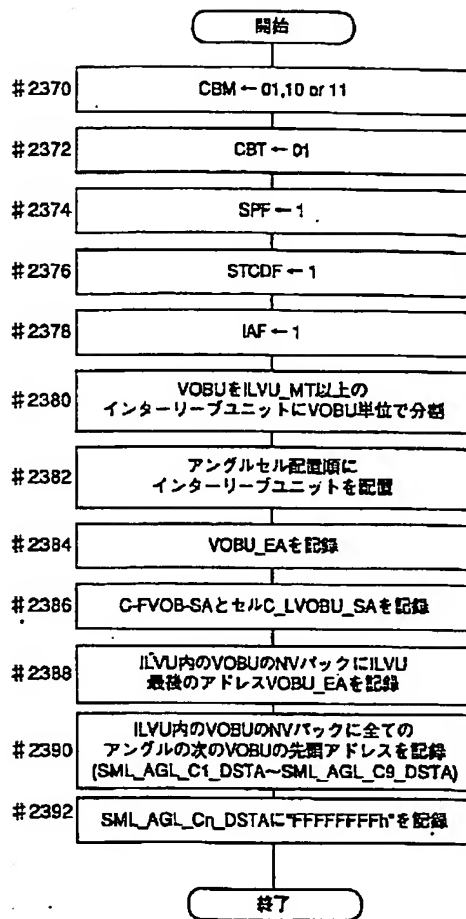 開始
#2370 CBM ← 01,10 or 11
#2372 CBT ← 01
#2374 SPF ← 1
#2376 STCDF ← 1
#2378 IAF ← 1
#2380 VOBUをILVU_MT以上の
インターリーブユニットにVOBU単位で分割
#2382 アングルセル配置順に
インターリーブユニットを配置
#2384 VOBU_EAを記録
#2386 C-FVOB-SAとセルC_LVOBU_SAを記録
#2388 ILVU内のVOBUのNVパックにILVU
最後のアドレスVOBU_EAを記録
#2390 ILVU内のVOBUのNVパックに全ての
アングルの次のVOBUの先頭アドレスを記録
(SML_AGL_C1_DSTA~SML_AGL_C9_DSTA)
#2392 SML_AGL_Cn_DSTAに"FFFFFFFFh"を記録
終了